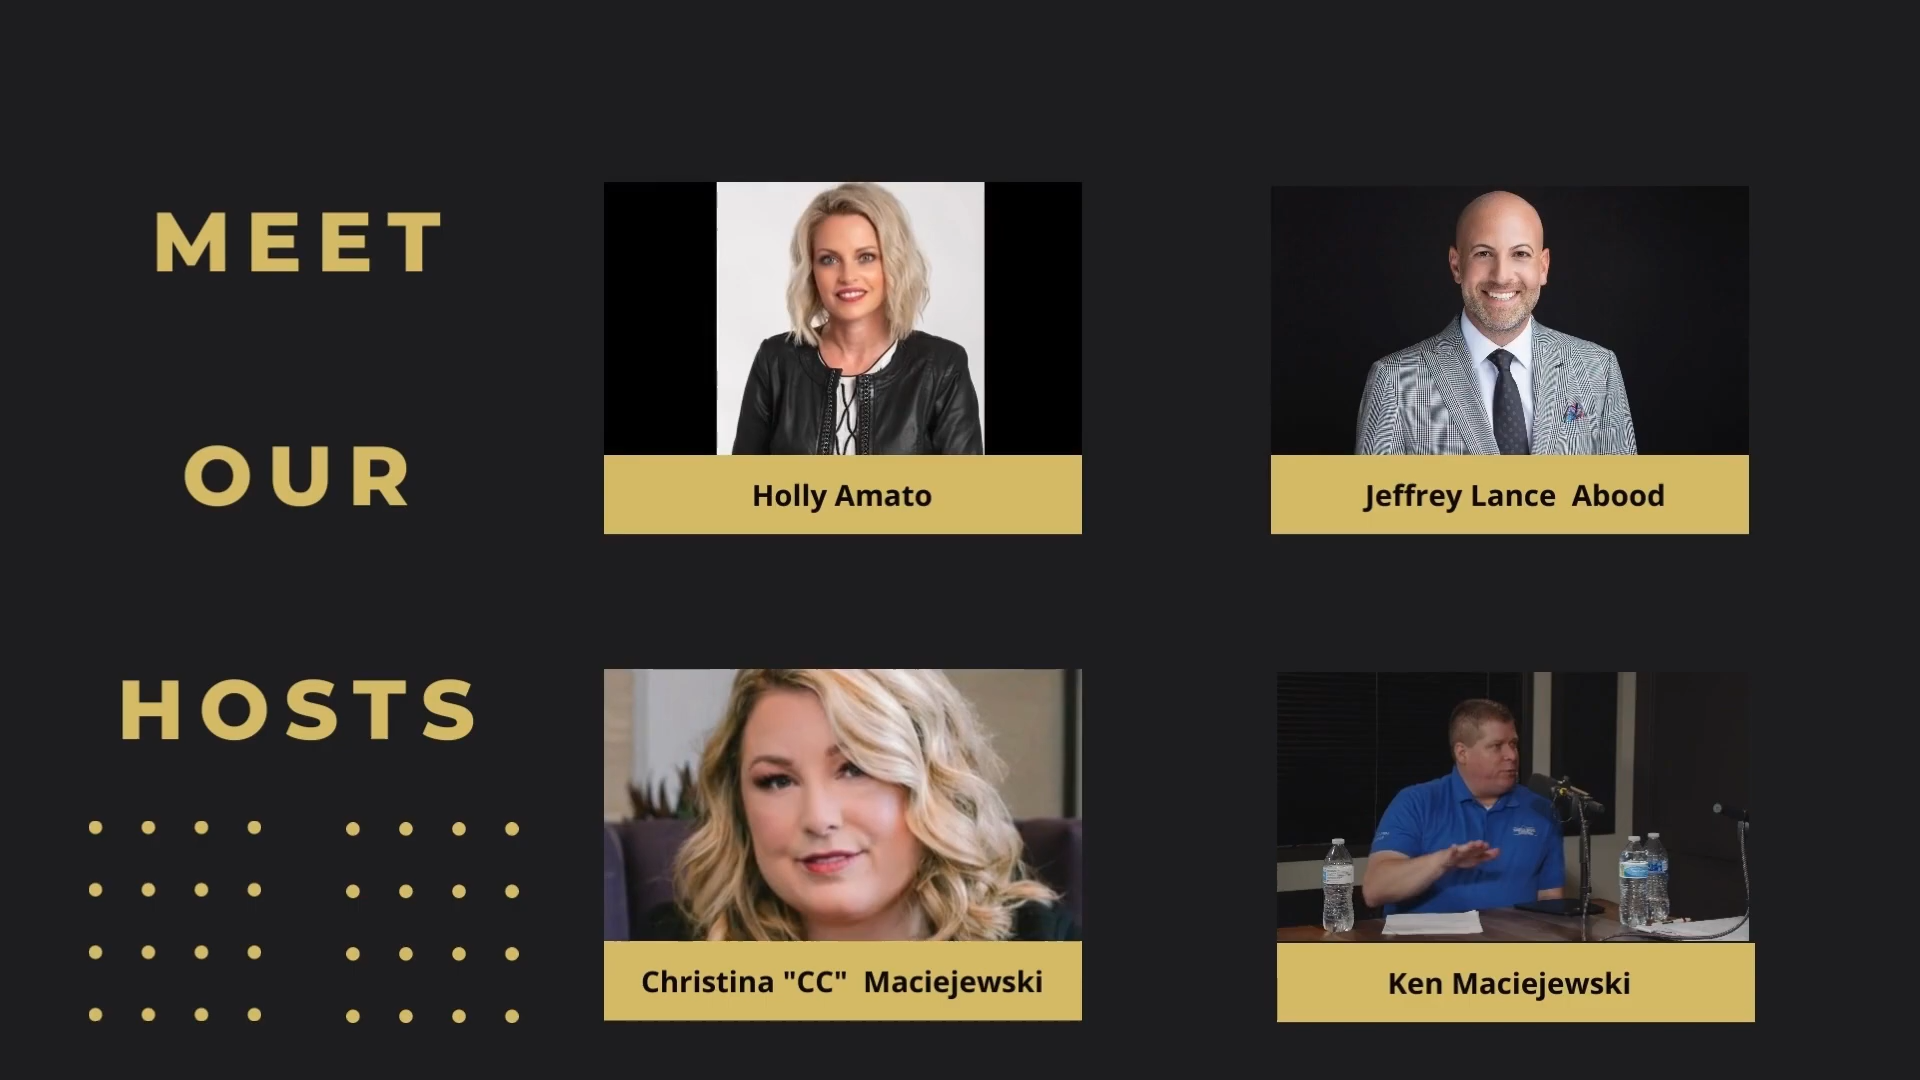 MEET
OUR
HOSTS
Holly Amato
Jeffrey Lance  Abood
Christina "CC"  Maciejewski
Ken Maciejewski